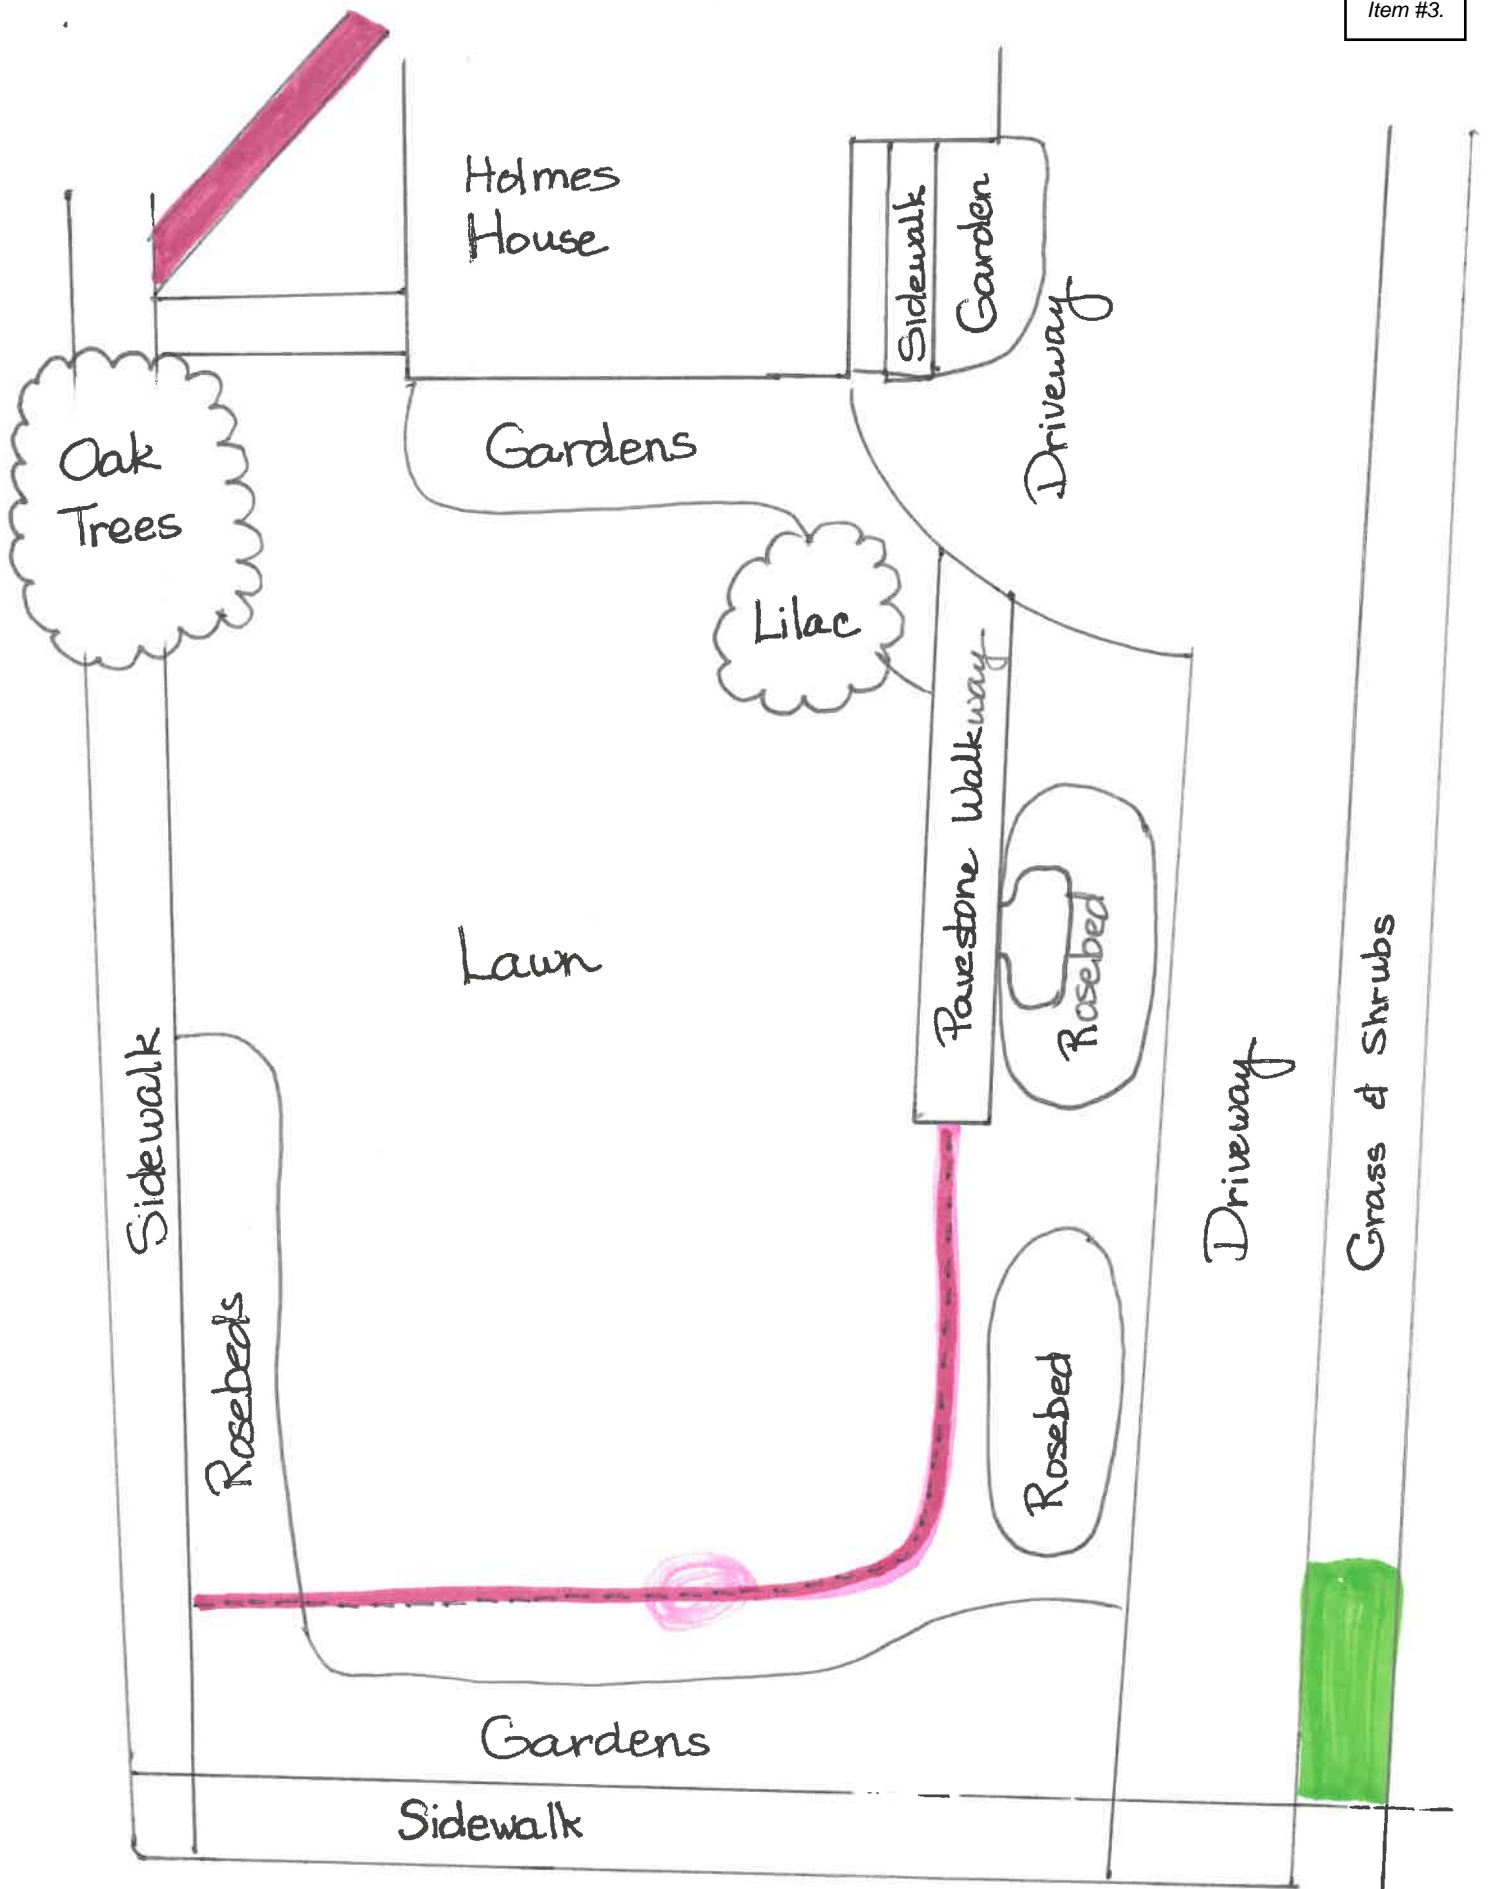 Item #3.
Holmes
House
Sidewalk
Garden
Driveway
Oak
Trees
Gardens
Lilac
Pavestone Walkway
Rosebed
Lawn
Grass & Shrubs
Sidewalk
Driveway
Rosebeds
Rosebed
Gardens
Sidewalk